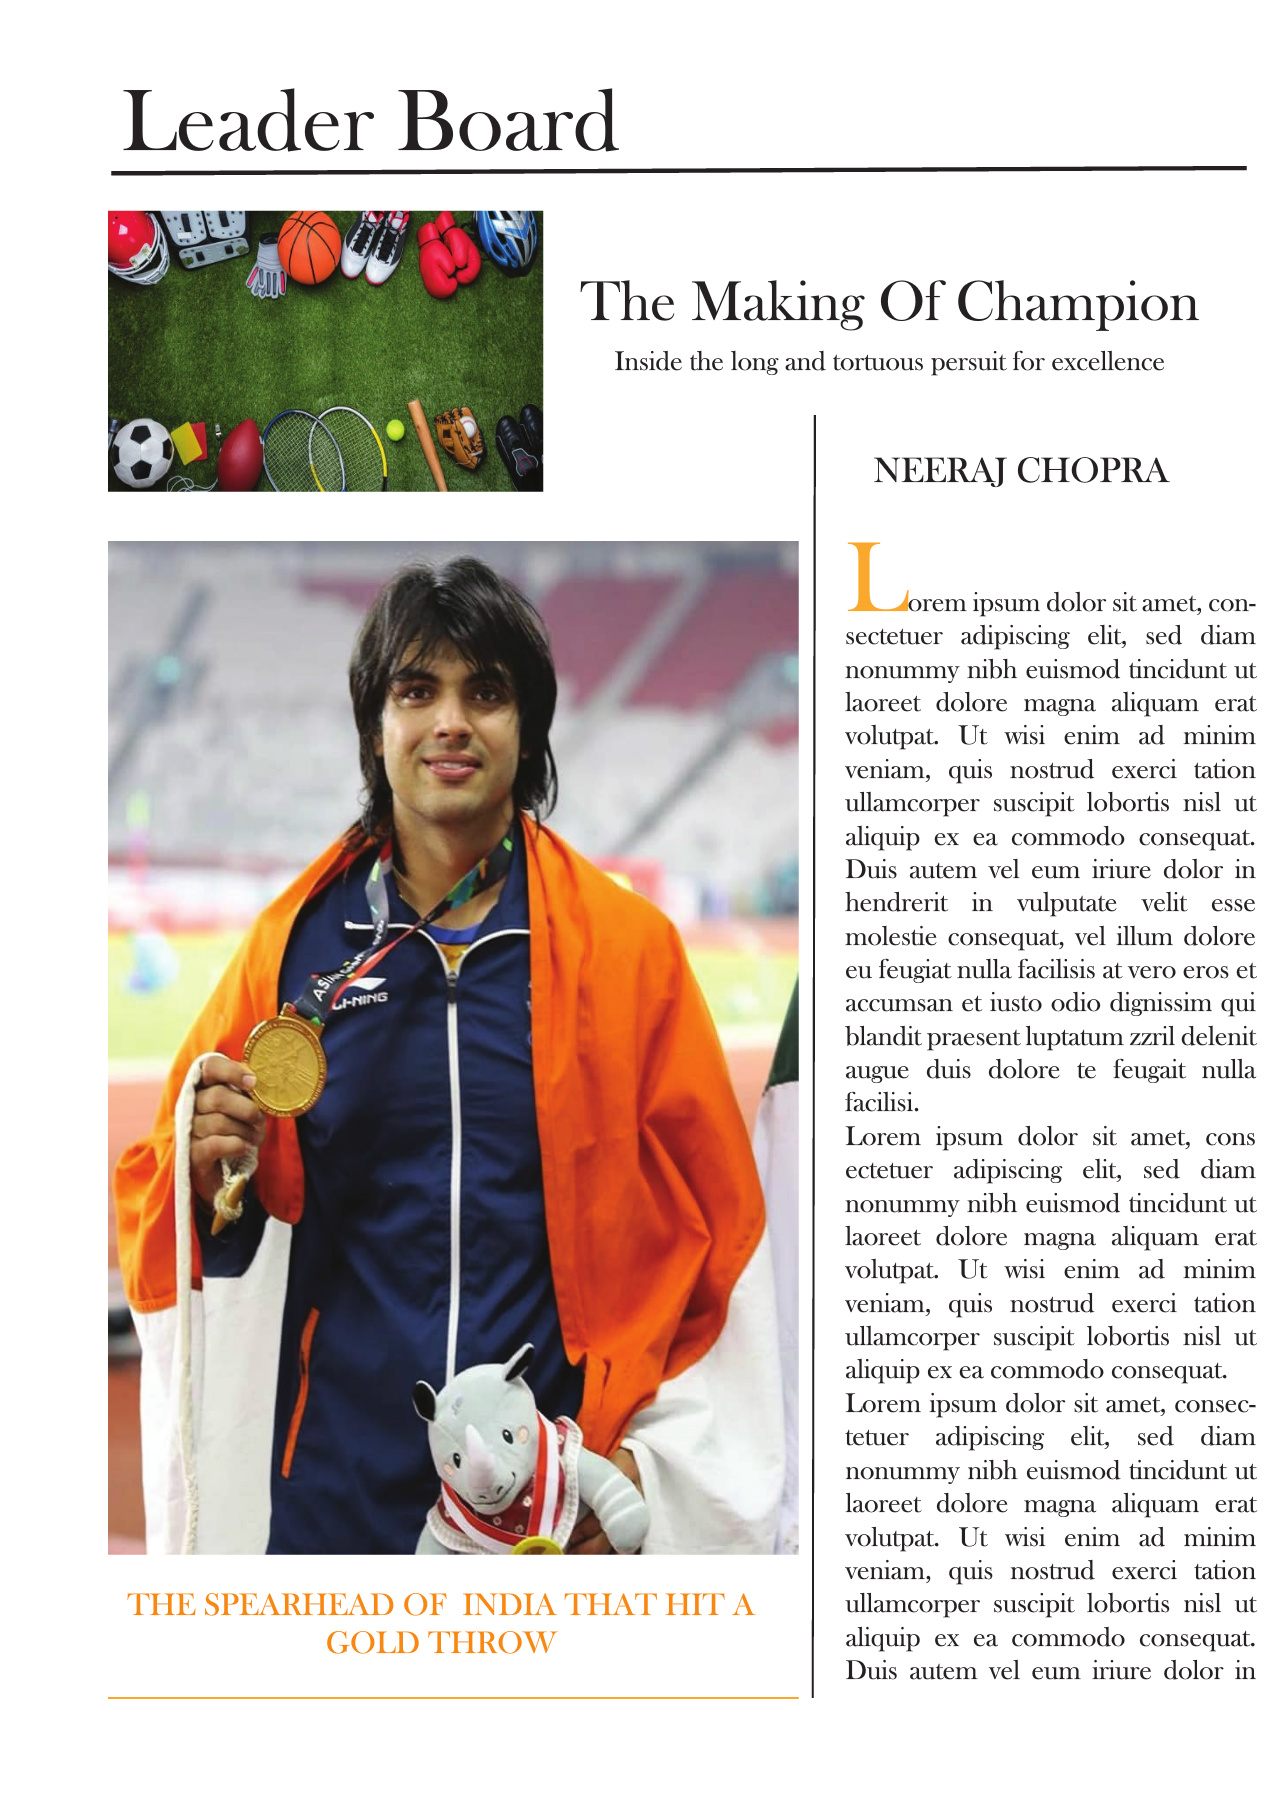 Leader Board
The Making Of Champion
Inside the long and tortuous persuit for excellence
NEERAJ CHOPRA
Lorem ipsum dolor sit amet, con-
sectetuer adipiscing elit, sed diam
nonummy nibh euismod tincidunt ut
laoreet dolore magna aliquam erat
volutpat. Ut wisi enim ad minim
veniam, quis nostrud exerci tation
ullamcorper suscipit lobortis nisl ut
aliquip ex ea commodo consequat.
Duis autem vel eum iriure dolor in
hendrerit in vulputate velit esse
molestie consequat, vel illum dolore
eu feugiat nulla facilisis at vero eros et
accumsan et iusto odio dignissim qui
blandit praesent luptatum zzril delenit
augue duis dolore te feugait nulla
facilisi.
Lorem ipsum dolor sit amet, cons
ectetuer adipiscing elit, sed diam
nonummy nibh euismod tincidunt ut
laoreet dolore magna aliquam erat
volutpat. Ut wisi enim ad minim
veniam, quis nostrud exerci tation
ullamcorper suscipit lobortis nisl ut
aliquip ex ea commodo consequat.
Lorem ipsum dolor sit amet, consec-
tetuer adipiscing elit, sed diam
nonummy nibh euismod tincidunt ut
laoreet dolore magna aliquam erat
volutpat. Ut wisi enim ad minim
veniam, quis nostrud exerci tation
ullamcorper suscipit lobortis nisl ut
aliquip ex ea commodo consequat.
Duis autem vel eum iriure dolor in
LI-NING
THE SPEARHEAD OF INDIA THAT HIT A
GOLD THROW